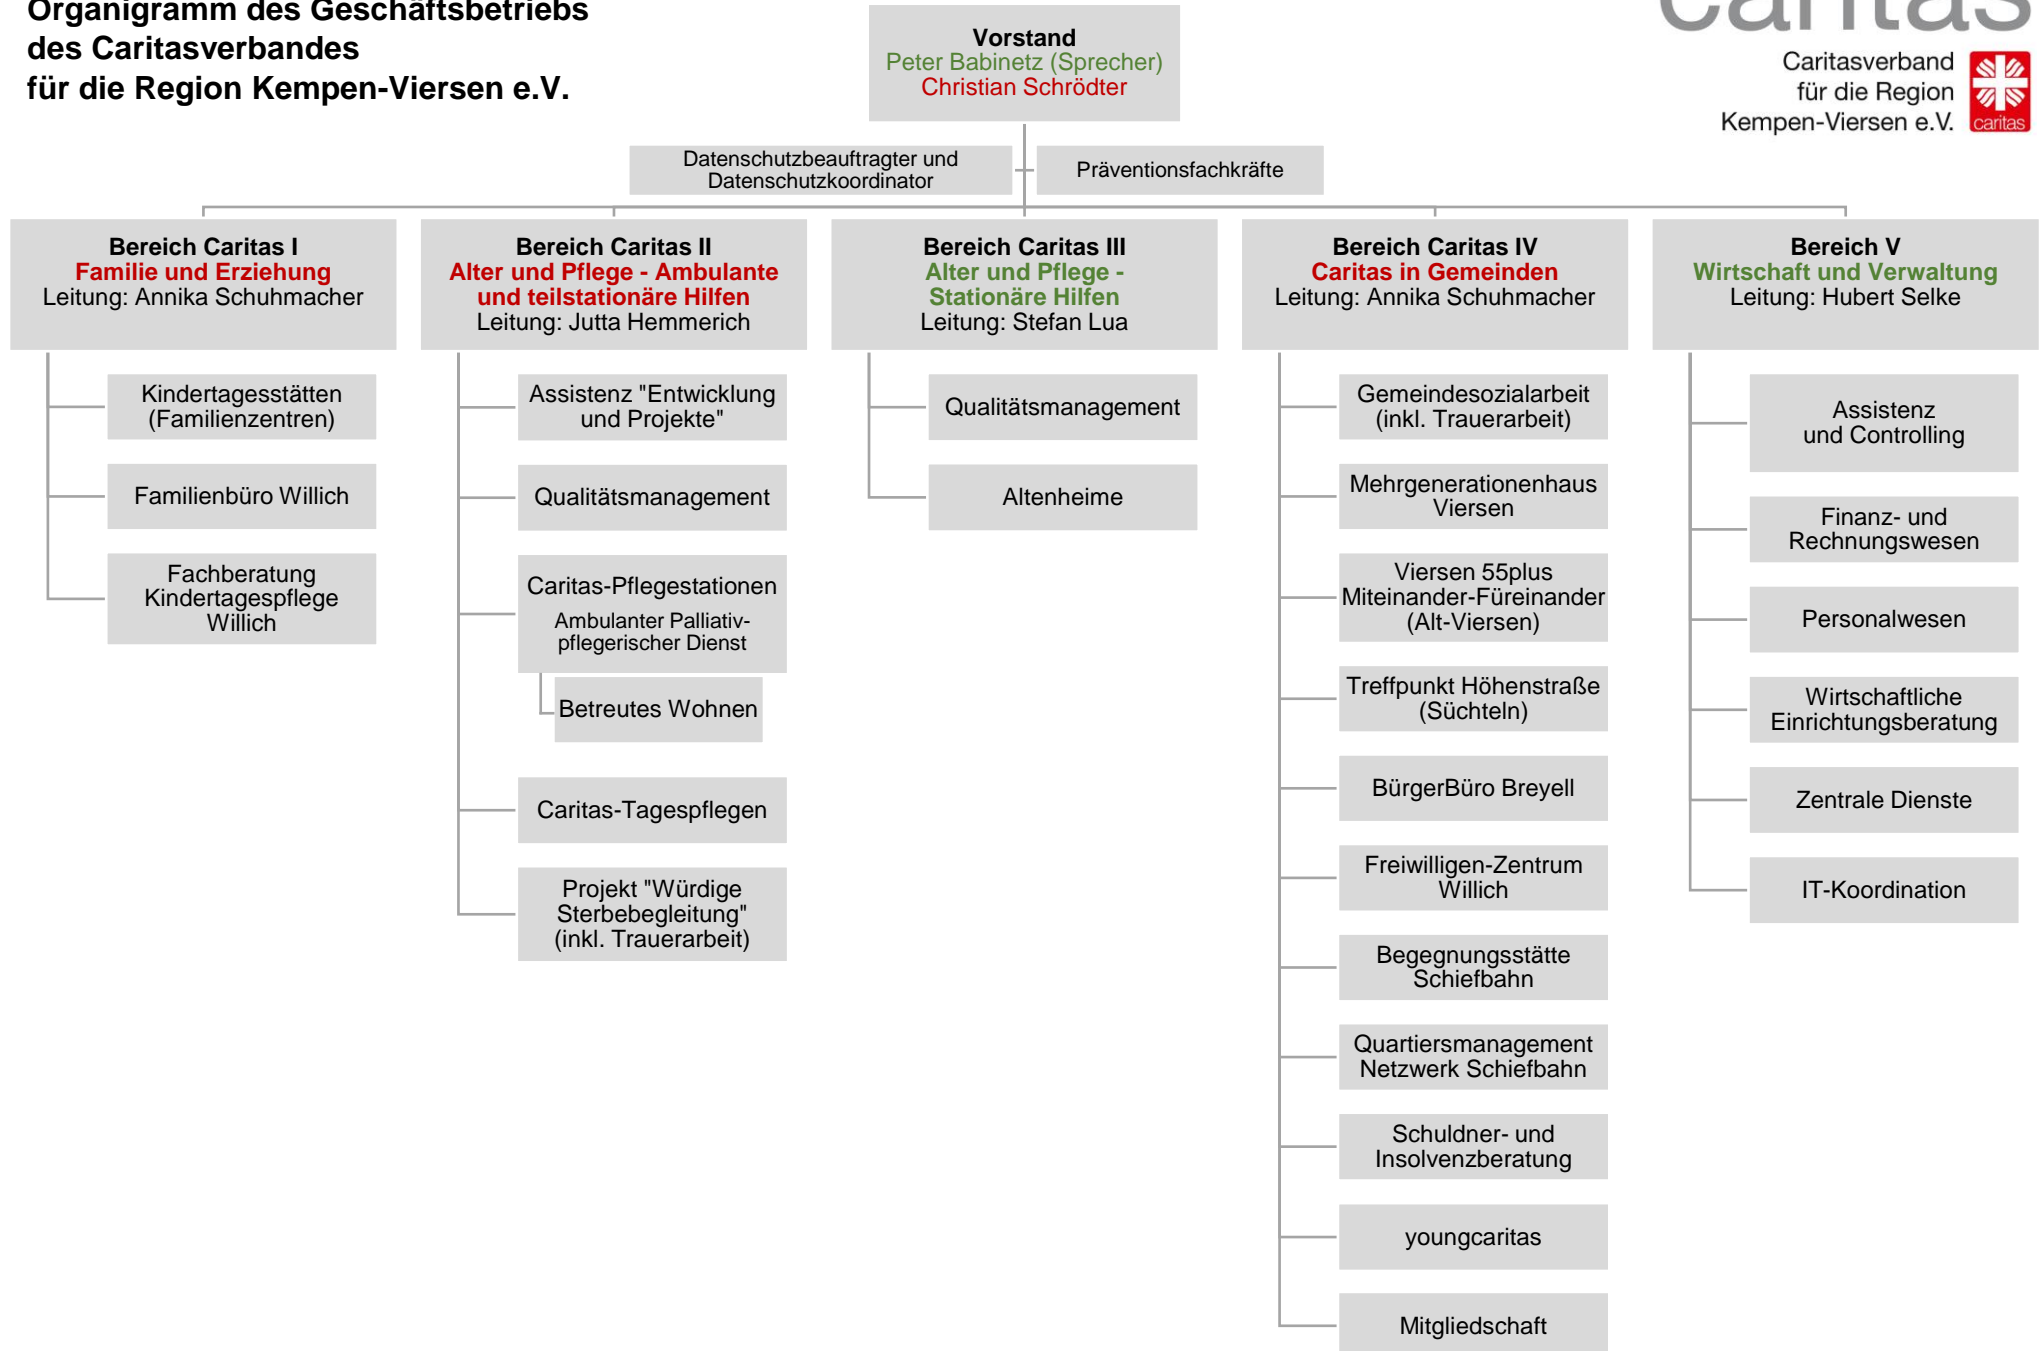 Organigramm des Geschäftsbetriebs
des Caritasverbandes
für die Region Kempen-Viersen e.V.
caritas
Caritasverband
für die Region
Kempen-Viersen e.V.
caritas
Vorstand
Peter Babinetz (Sprecher)
Christian Schrödter
Datenschutzbeauftragter und
Datenschutzkoordinator
Präventionsfachkräfte
Bereich Caritas I
Familie und Erziehung
Leitung: Annika Schuhmacher
Kindertagesstätten
(Familienzentren)
Familienbüro Willich
Fachberatung
Kindertagespflege
Willich
Bereich Caritas II
Alter und Pflege - Ambulante
und teilstationäre Hilfen
Leitung: Jutta Hemmerich
Assistenz "Entwicklung
und Projekte"
Qualitätsmanagement
Caritas-Pflegestationen
Ambulanter Palliativ-
pflegerischer Dienst
Betreutes Wohnen
Caritas-Tagespflegen
Projekt "Würdige
Sterbebegleitung"
(inkl. Trauerarbeit)
Bereich Caritas III
Alter und Pflege -
Stationäre Hilfen
Leitung: Stefan Lua
Qualitätsmanagement
Altenheime
Bereich Caritas IV
Caritas in Gemeinden
Leitung: Annika Schuhmacher
Gemeindesozialarbeit
(inkl. Trauerarbeit)
Mehrgenerationenhaus
Viersen
Viersen 55plus
Miteinander-Füreinander
(Alt-Viersen)
Treffpunkt Höhenstraße
(Süchteln)
BürgerBüro Breyell
Freiwilligen-Zentrum
Willich
Begegnungsstätte
Schiefbahn
Quartiersmanagement
Netzwerk Schiefbahn
Schuldner- und
Insolvenzberatung
youngcaritas
Mitgliedschaft
Bereich V
Wirtschaft und Verwaltung
Leitung: Hubert Selke
Assistenz
und Controlling
Finanz- und
Rechnungswesen
Personalwesen
Wirtschaftliche
Einrichtungsberatung
Zentrale Dienste
IT-Koordination